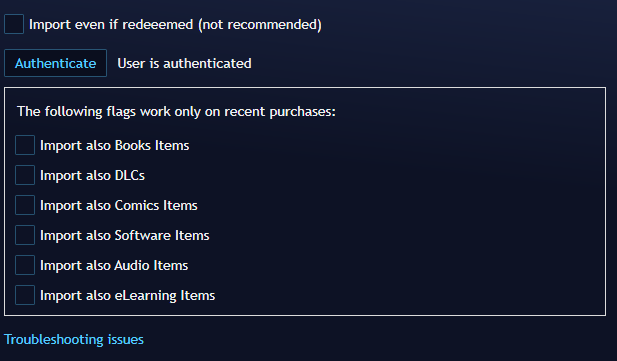 Import even if redeeemed (not recommended)
Authenticate User is authenticated
The following flags work only on recent purchases:
Import also Books Items
Import also DLCs
Import also Comics Items
Import also Software Items
Import also Audio Items
Import also eLearning Items
Troubleshooting issues